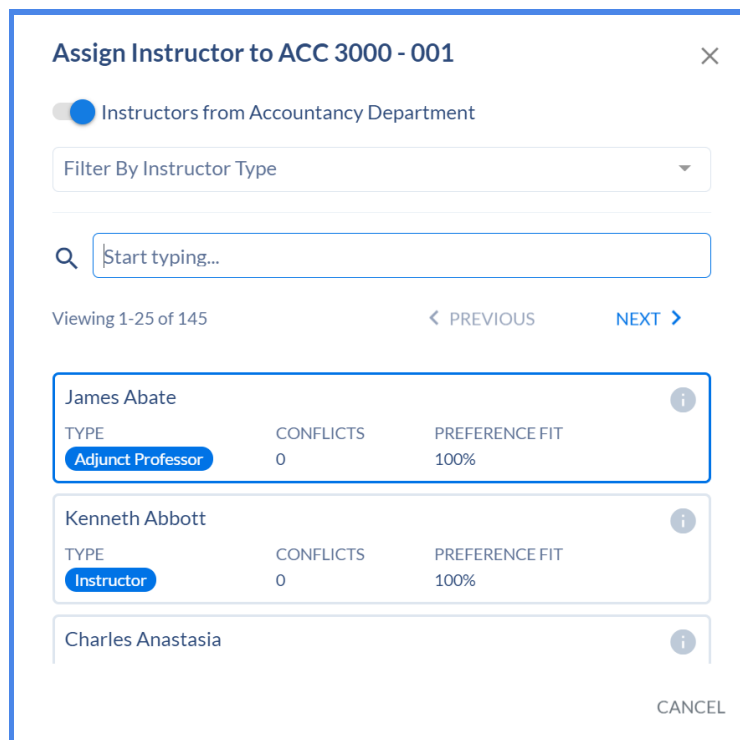 Assign Instructor to ACC 3000 - 001
Instructors from Accountancy Department
Filter By Instructor Type
Start typing...
Viewing 1-25 of 145 PREVIOUS NEXT
James Abate
TYPE CONFLICTS PREFERENCE FIT
Adjunct Professor 0 100%
Kenneth Abbott
TYPE CONFLICTS PREFERENCE FIT
Instructor 0 100%
Charles Anastasia
CANCEL